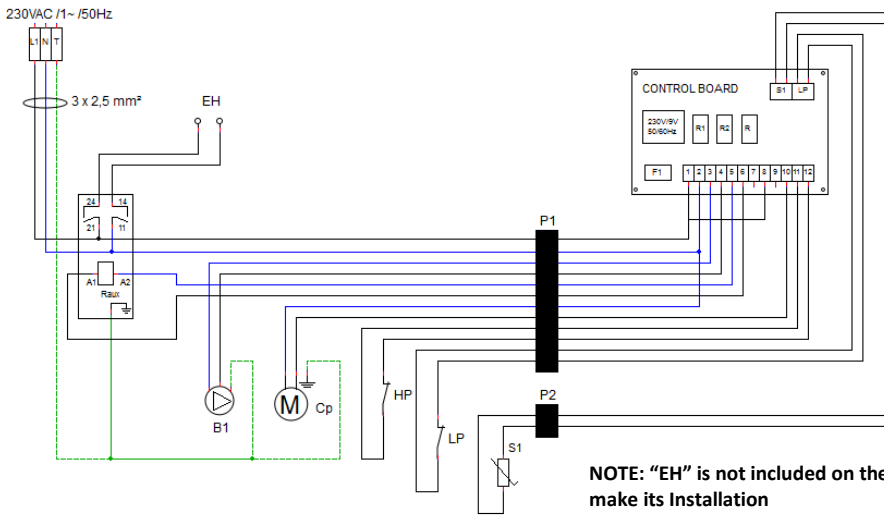 230VAC /1~ /50Hz
L1 N T
3 x 2,5 mm²
EH
24 14
21 11
A1 A2
Raux
B1
M Cp
HP
LP
S1
P1
P2
CONTROL BOARD
S1 LP
230V/9V
50/60Hz
R1 R2 R
F1
1 2 3 4 5 6 7 8 9 10 11 12
NOTE: “EH” is not included on the
make its Installation